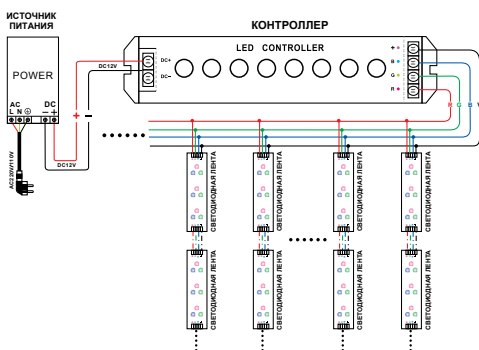 ИСТОЧНИК
ПИТАНИЯ
КОНТРОЛЛЕР
LED CONTROLLER
POWER
AC
DC
L N
− +
DC12V
DC+
DC−
+
B
G
R
+ −
R G B V
DC12V
AC220V/110V
СВЕТОДИОДНАЯ ЛЕНТА
СВЕТОДИОДНАЯ ЛЕНТА
СВЕТОДИОДНАЯ ЛЕНТА
СВЕТОДИОДНАЯ ЛЕНТА
СВЕТОДИОДНАЯ ЛЕНТА
СВЕТОДИОДНАЯ ЛЕНТА
СВЕТОДИОДНАЯ ЛЕНТА
СВЕТОДИОДНАЯ ЛЕНТА